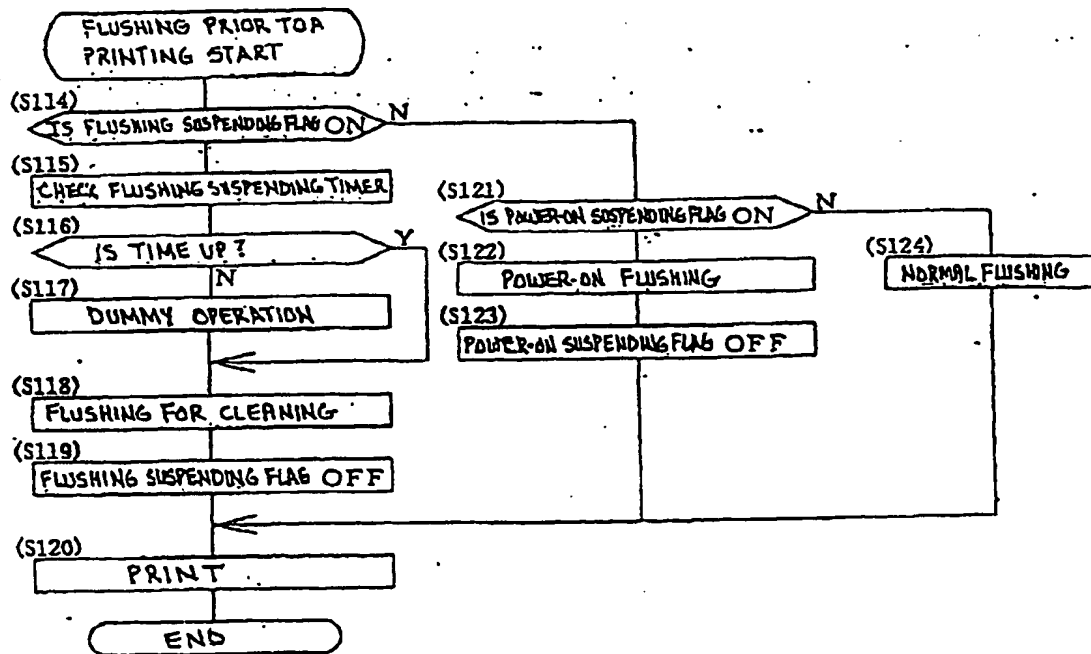 FLUSHING PRIOR TO A
PRINTING START
(S114)
IS FLUSHING SUSPENDING FLAG ON
N
(S115)
CHECK FLUSHING SUSPENDING TIMER
(S116)
IS TIME UP?
Y
N
(S117)
DUMMY OPERATION
(S118)
FLUSHING FOR CLEANING
(S119)
FLUSHING SUSPENDING FLAG OFF
(S120)
PRINT
END
(S121)
IS POWER-ON SUSPENDING FLAG ON
N
(S122)
POWER-ON FLUSHING
(S123)
POWER-ON SUSPENDING FLAG OFF
(S124)
NORMAL FLUSHING